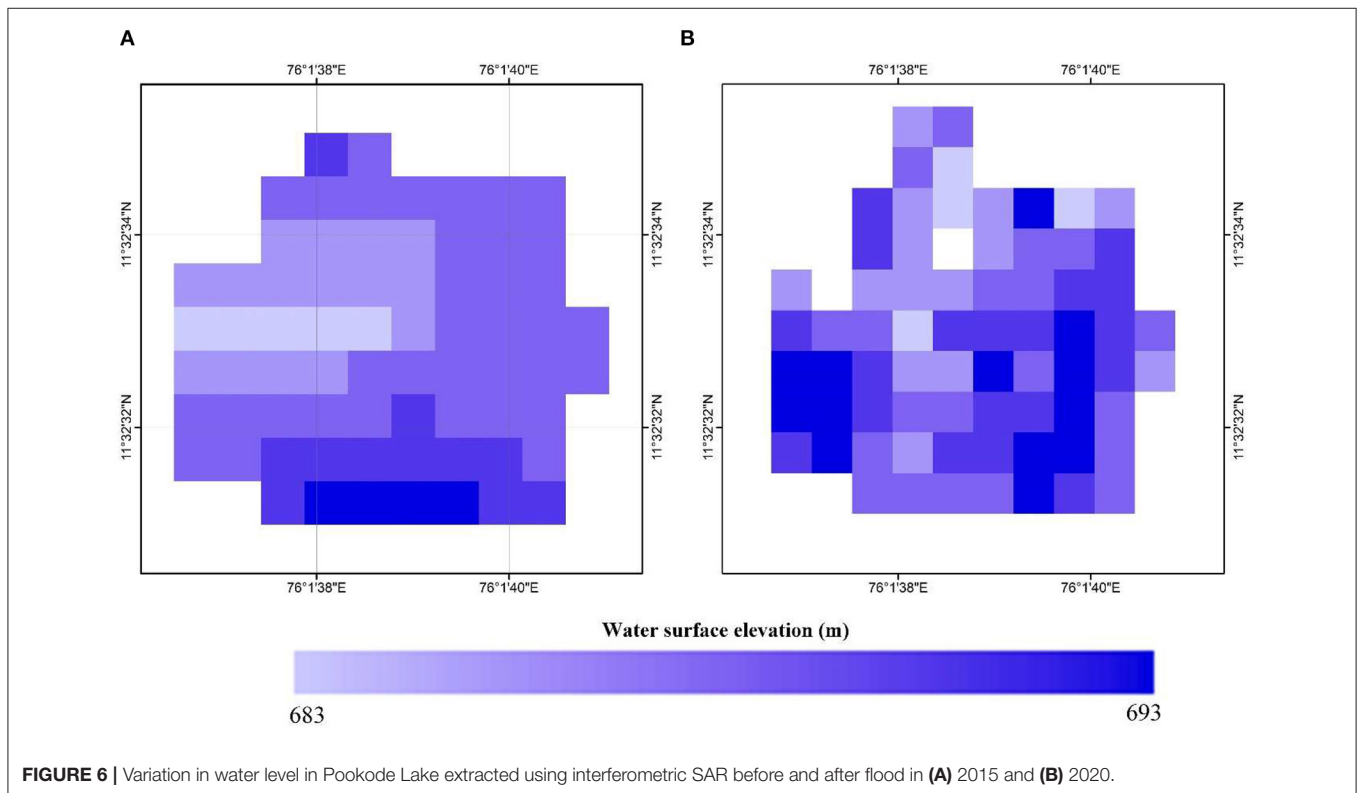 A
B
76°1'38"E 76°1'40"E
76°1'38"E 76°1'40"E
11°32'34"N
11°32'34"N
11°32'34"N
11°32'34"N
11°32'32"N
11°32'32"N
11°32'32"N
11°32'32"N
76°1'38"E 76°1'40"E
76°1'38"E 76°1'40"E
Water surface elevation (m)
683
693
FIGURE 6 | Variation in water level in Pookode Lake extracted using interferometric SAR before and after flood in (A) 2015 and (B) 2020.